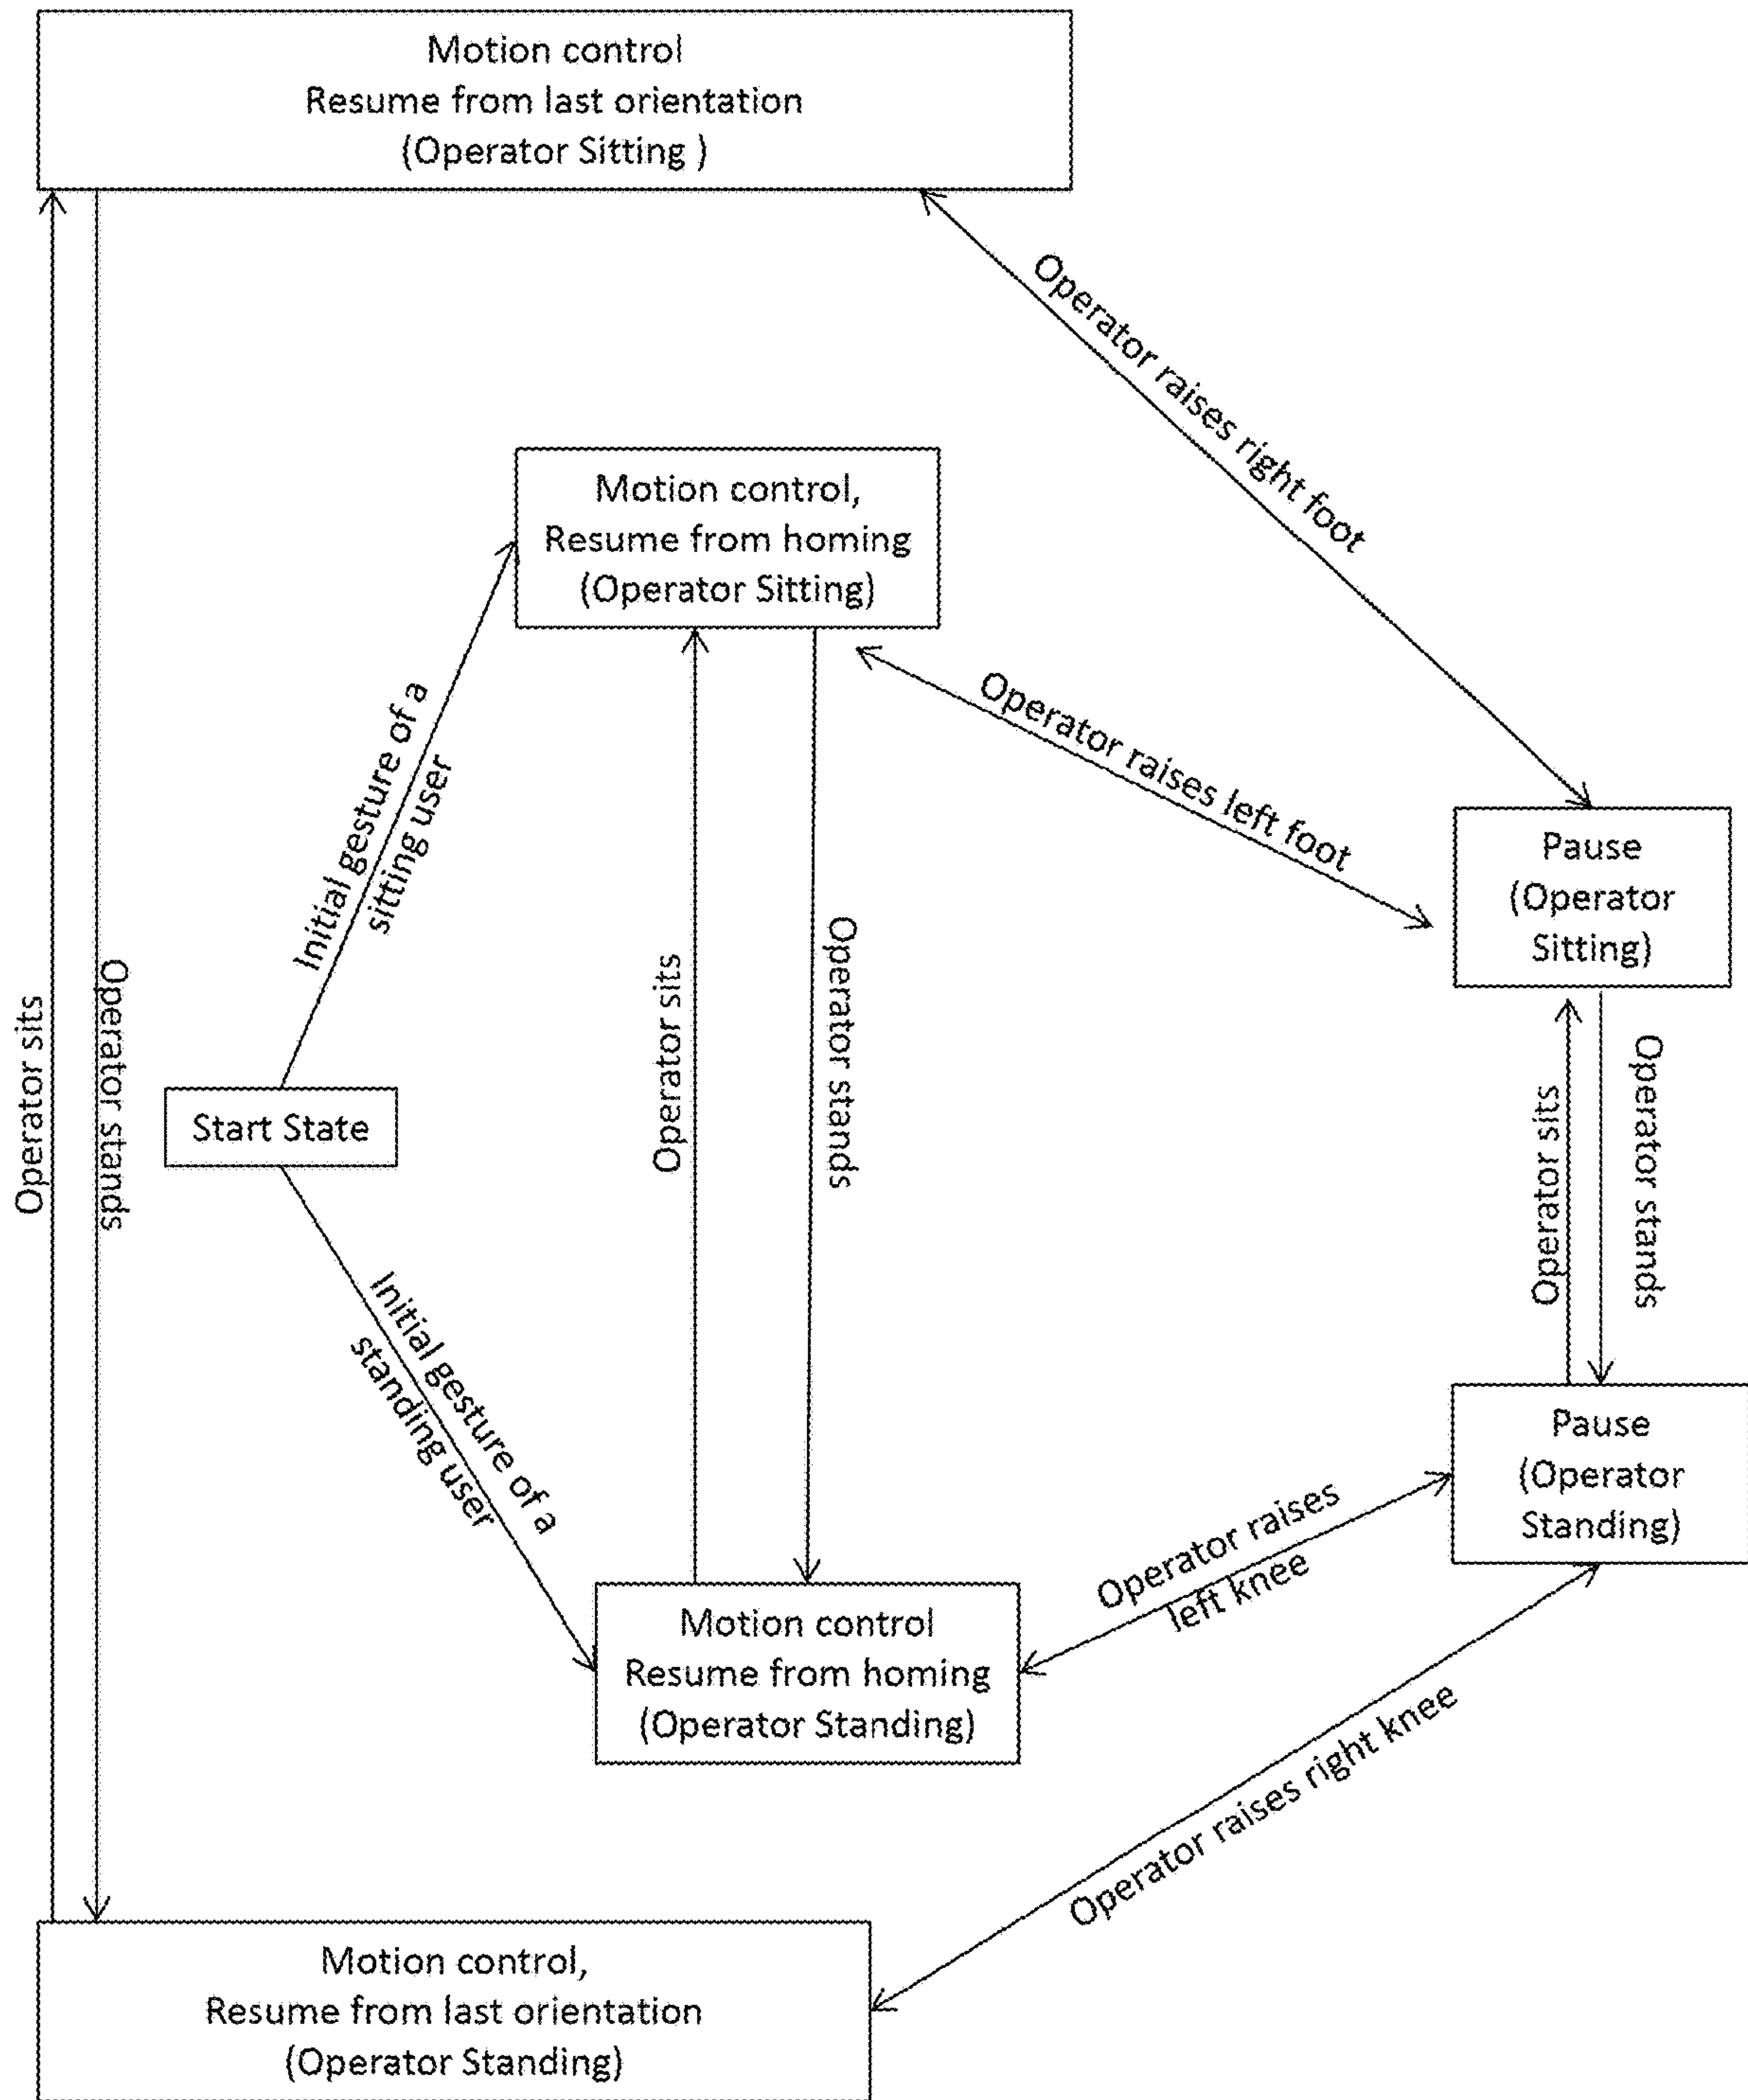 Motion control
Resume from last orientation
(Operator Sitting )
Operator raises right foot
Motion control,
Resume from homing
(Operator Sitting)
Initial gesture of a
sitting user
Operator raises left foot
Pause
(Operator
Sitting)
Operator sits
Operator stands
Start State
Operator sits
Operator stands
Operator sits
Operator stands
Initial gesture of a
standing user
Pause
(Operator
Standing)
Operator raises
left knee
Motion control
Resume from homing
(Operator Standing)
Operator raises right knee
Motion control,
Resume from last orientation
(Operator Standing)